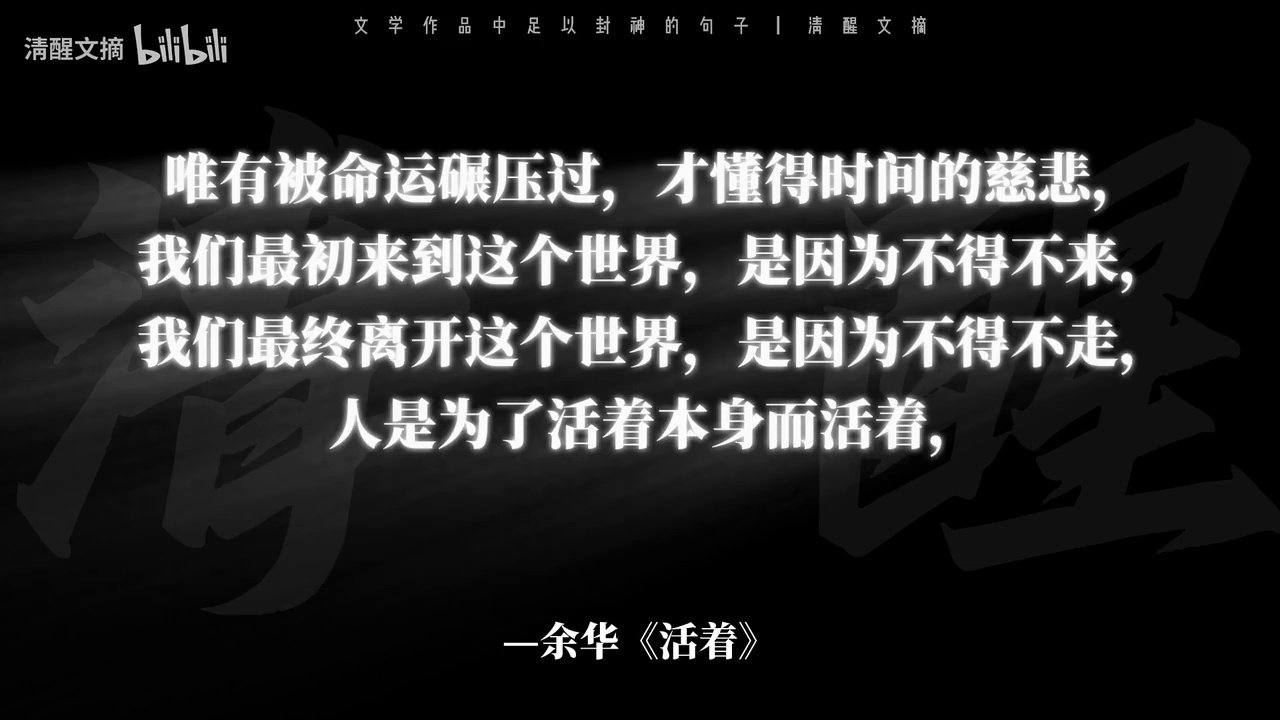 文学作品中足以封神的句子 | 清醒文摘
清醒文摘 bilibili
清醒
唯有被命运碾压过，才懂得时间的慈悲，
我们最初来到这个世界，是因为不得不来，
我们最终离开这个世界，是因为不得不走，
人是为了活着本身而活着，
—余华《活着》